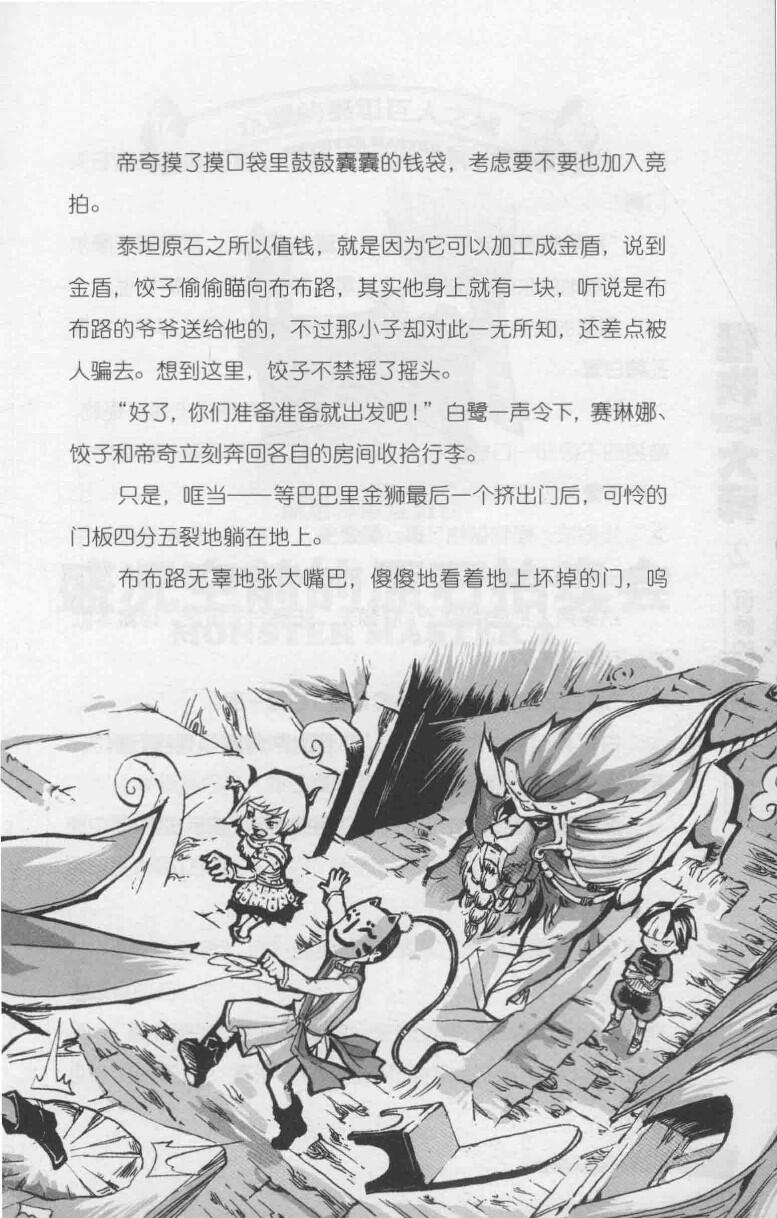 帝奇摸了摸口袋里鼓鼓囊囊的钱袋，考虑要不要也加入竞
拍。
泰坦原石之所以值钱，就是因为它可以加工成金盾，说到
金盾，饺子偷偷瞄向布布路，其实他身上就有一块，听说是布
布路的爷爷送给他的，不过那小子却对此一无所知，还差点被
人骗去。想到这里，饺子不禁摇了摇头。
“好了，你们准备准备就出发吧！”白鹭一声令下，赛琳娜、
饺子和帝奇立刻奔回各自的房间收拾行李。
只是，哐当——等巴巴里金狮最后一个挤出门后，可怜的
门板四分五裂地躺在地上。
布布路无辜地张大嘴巴，傻傻地看着地上坏掉的门，呜